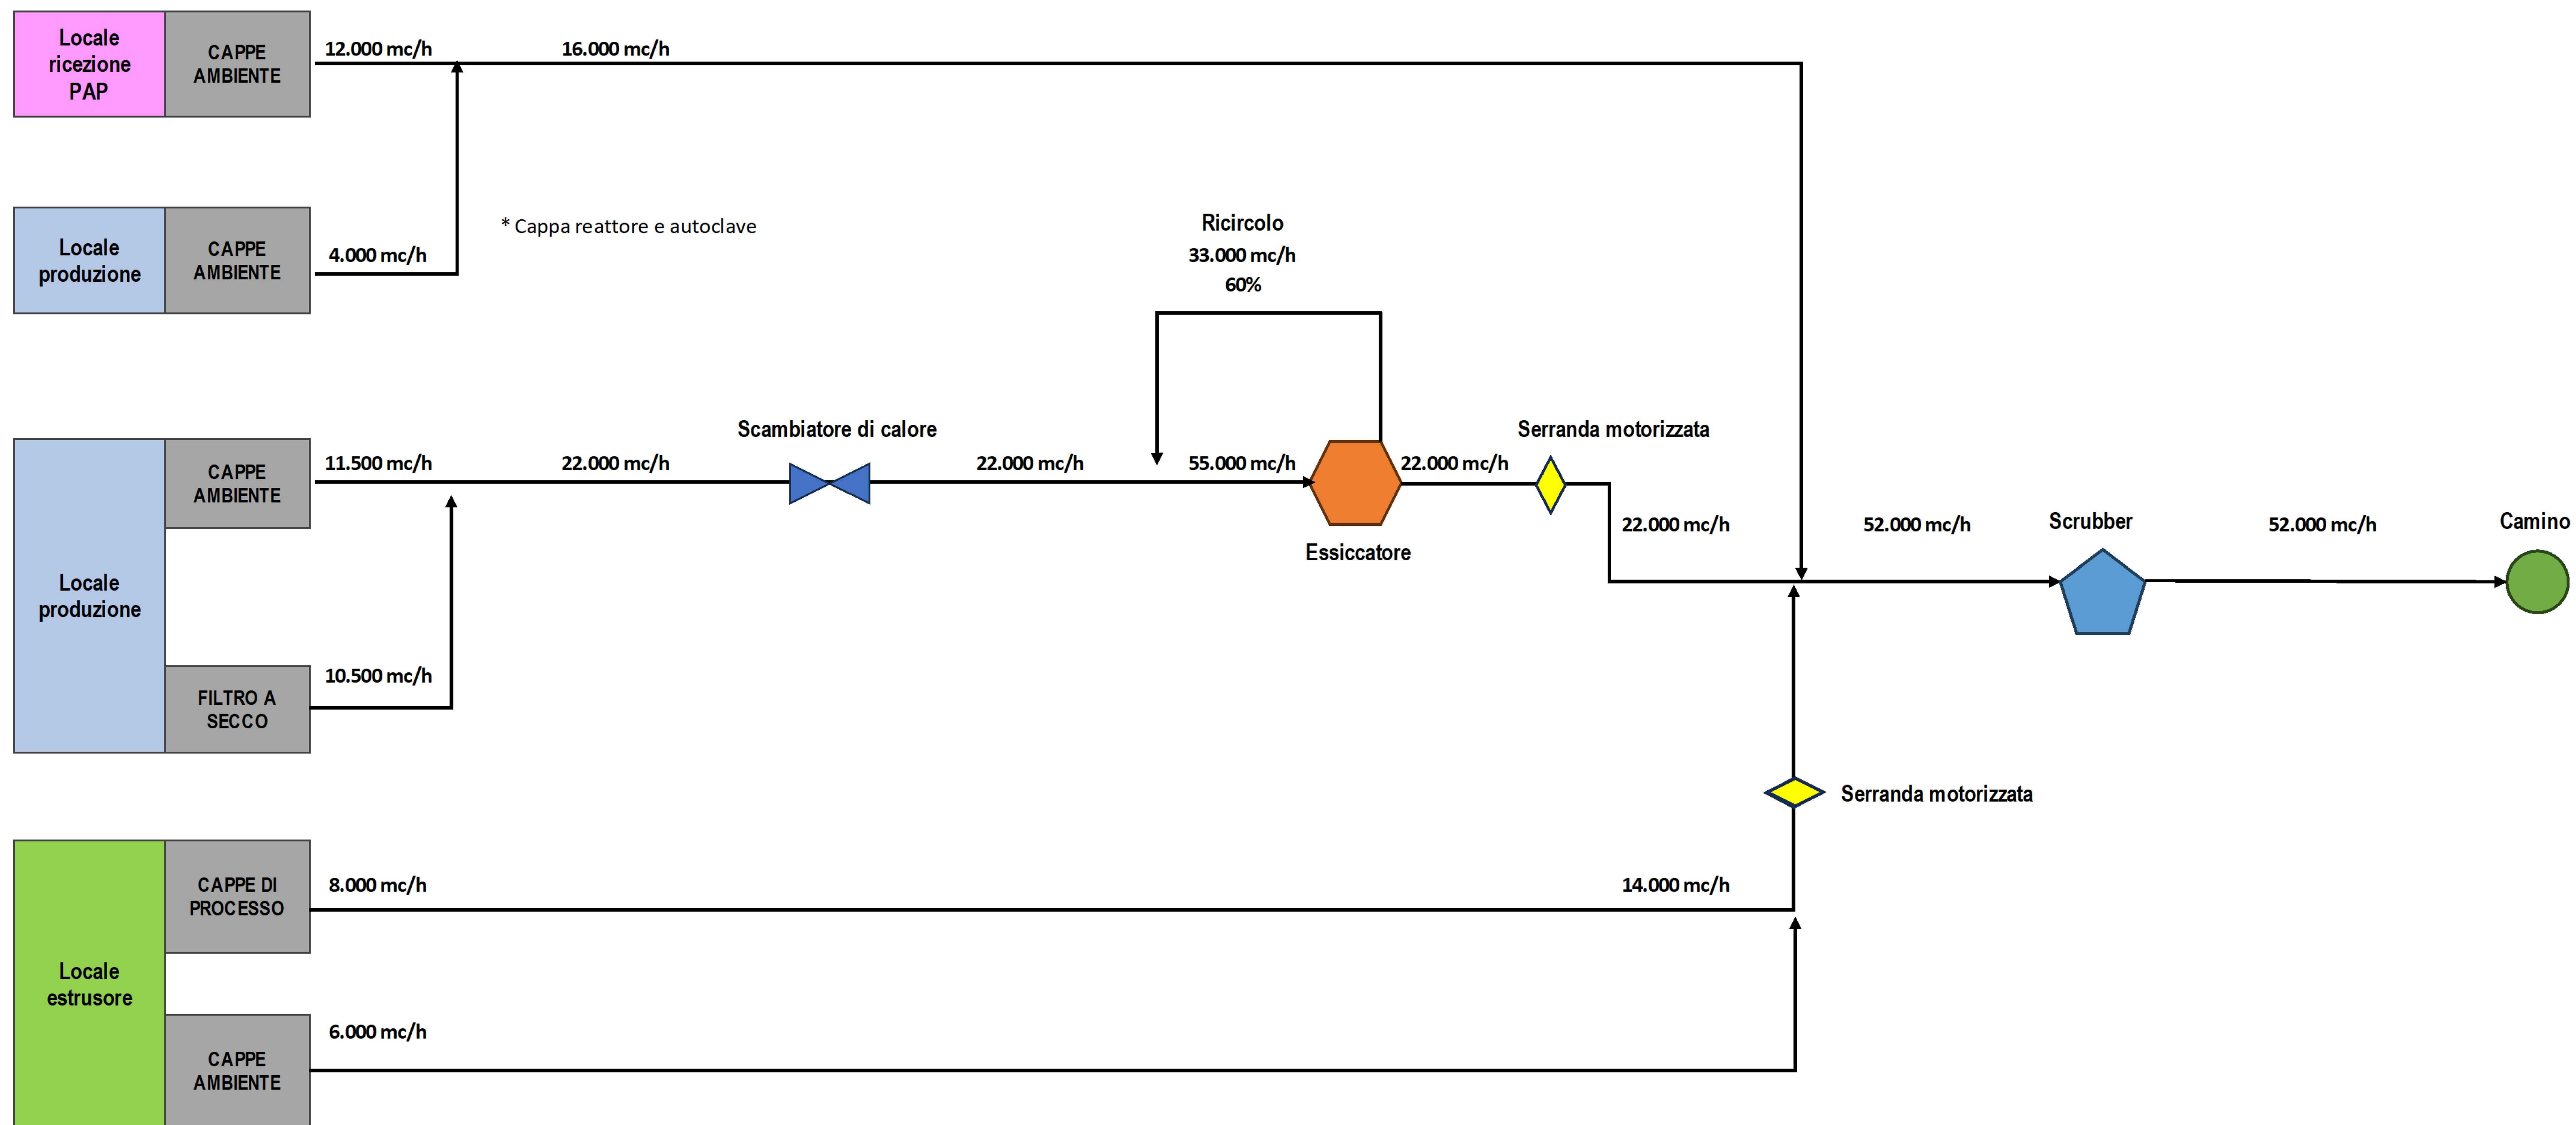 Locale
ricezione
PAP
CAPPE
AMBIENTE
12.000 mc/h
16.000 mc/h
Locale
produzione
CAPPE
AMBIENTE
4.000 mc/h
* Cappa reattore e autoclave
Ricircolo
33.000 mc/h
60%
Locale
produzione
CAPPE
AMBIENTE
11.500 mc/h
22.000 mc/h
Scambiatore di calore
22.000 mc/h
55.000 mc/h
Essiccatore
22.000 mc/h
Serranda motorizzata
22.000 mc/h
52.000 mc/h
Scrubber
52.000 mc/h
Camino
FILTRO A
SECCO
10.500 mc/h
Serranda motorizzata
Locale
estrusore
CAPPE DI
PROCESSO
8.000 mc/h
14.000 mc/h
CAPPE
AMBIENTE
6.000 mc/h